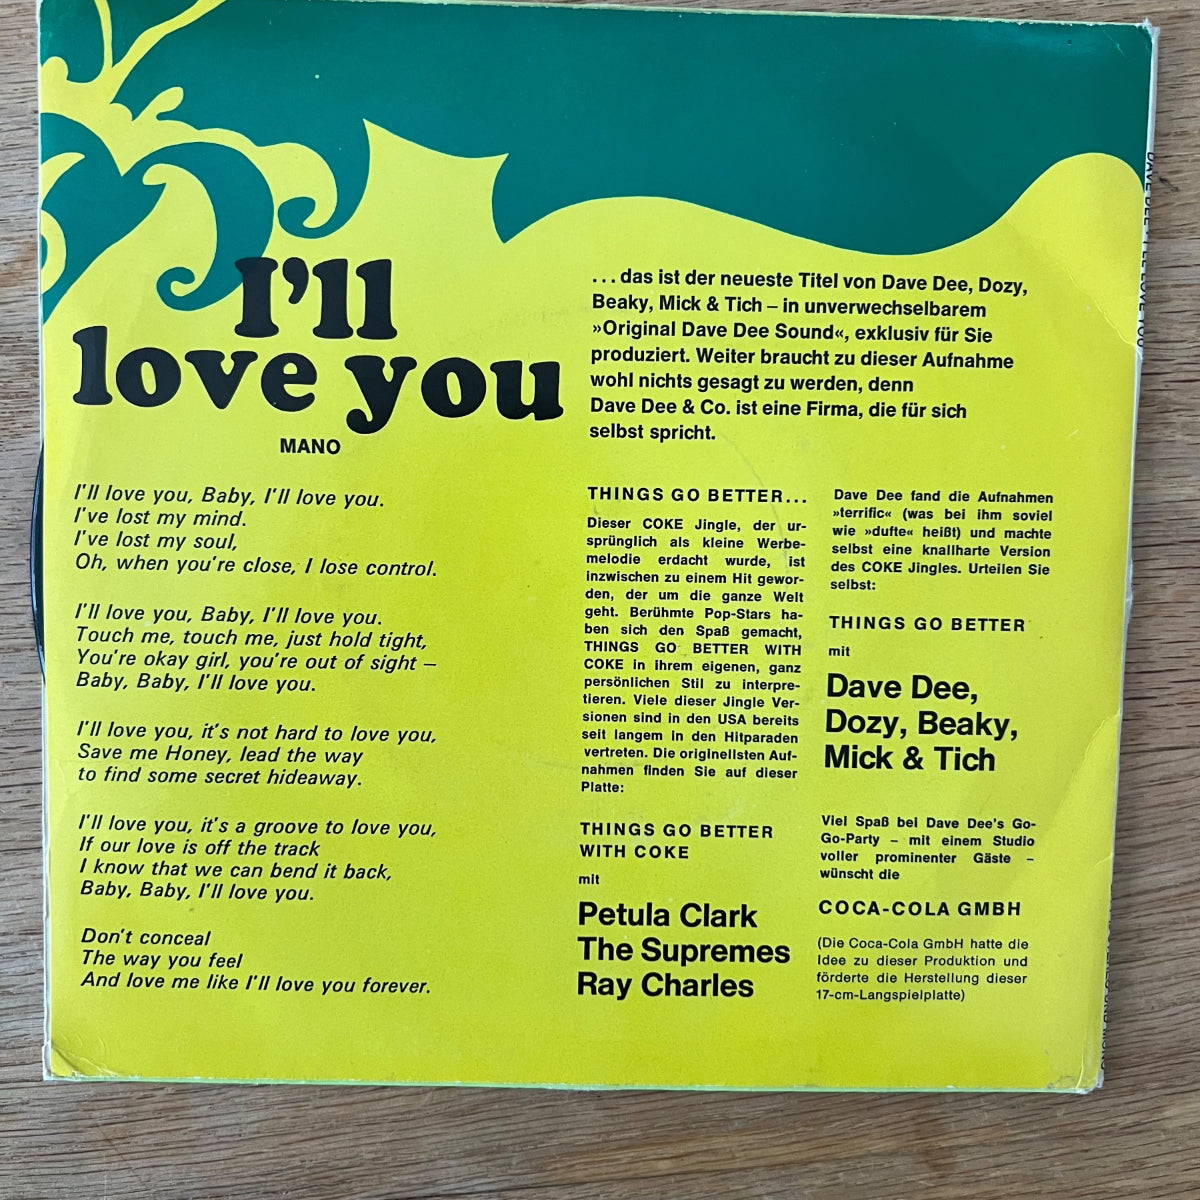 I'll
love you
MANO
I'll love you, Baby, I'll love you.
I've lost my mind.
I've lost my soul,
Oh, when you're close, I lose control.
I'll love you, Baby, I'll love you.
Touch me, touch me, just hold tight,
You're okay girl, you're out of sight –
Baby, Baby, I'll love you.
I'll love you, it's not hard to love you,
Save me Honey, lead the way
to find some secret hideaway.
I'll love you, it's a groove to love you,
If our love is off the track
I know that we can bend it back,
Baby, Baby, I'll love you.
Don't conceal
The way you feel
And love me like I'll love you forever.
...das ist der neueste Titel von Dave Dee, Dozy,
Beaky, Mick & Tich – in unverwechselbarem
»Original Dave Dee Sound«, exklusiv für Sie
produziert. Weiter braucht zu dieser Aufnahme
wohl nichts gesagt zu werden, denn
Dave Dee & Co. ist eine Firma, die für sich
selbst spricht.
THINGS GO BETTER...
Dieser COKE Jingle, der ur-
sprünglich als kleine Werbe-
melodie erdacht wurde, ist
inzwischen zu einem Hit gewor-
den, der um die ganze Welt
geht. Berühmte Pop-Stars ha-
ben sich den Spaß gemacht,
THINGS GO BETTER WITH
COKE in ihrem eigenen, ganz
persönlichen Stil zu interpre-
tieren. Viele dieser Jingle Ver-
sionen sind in den USA bereits
seit langem in den Hitparaden
vertreten. Die originellsten Auf-
nahmen finden Sie auf dieser
Platte:
THINGS GO BETTER
WITH COKE
mit
Petula Clark
The Supremes
Ray Charles
Dave Dee fand die Aufnahmen
»terrific« (was bei ihm soviel
wie »dufte« heißt) und machte
selbst eine knallharte Version
des COKE Jingles. Urteilen Sie
selbst:
THINGS GO BETTER
mit
Dave Dee,
Dozy, Beaky,
Mick & Tich
Viel Spaß bei Dave Dee's Go-
Go-Party – mit einem Studio
voller prominenter Gäste –
wünscht die
COCA-COLA GMBH
(Die Coca-Cola GmbH hatte die
Idee zu dieser Produktion und
förderte die Herstellung dieser
17-cm-Langspielplatte)
DAVE DEE I'LL LOVE YOU